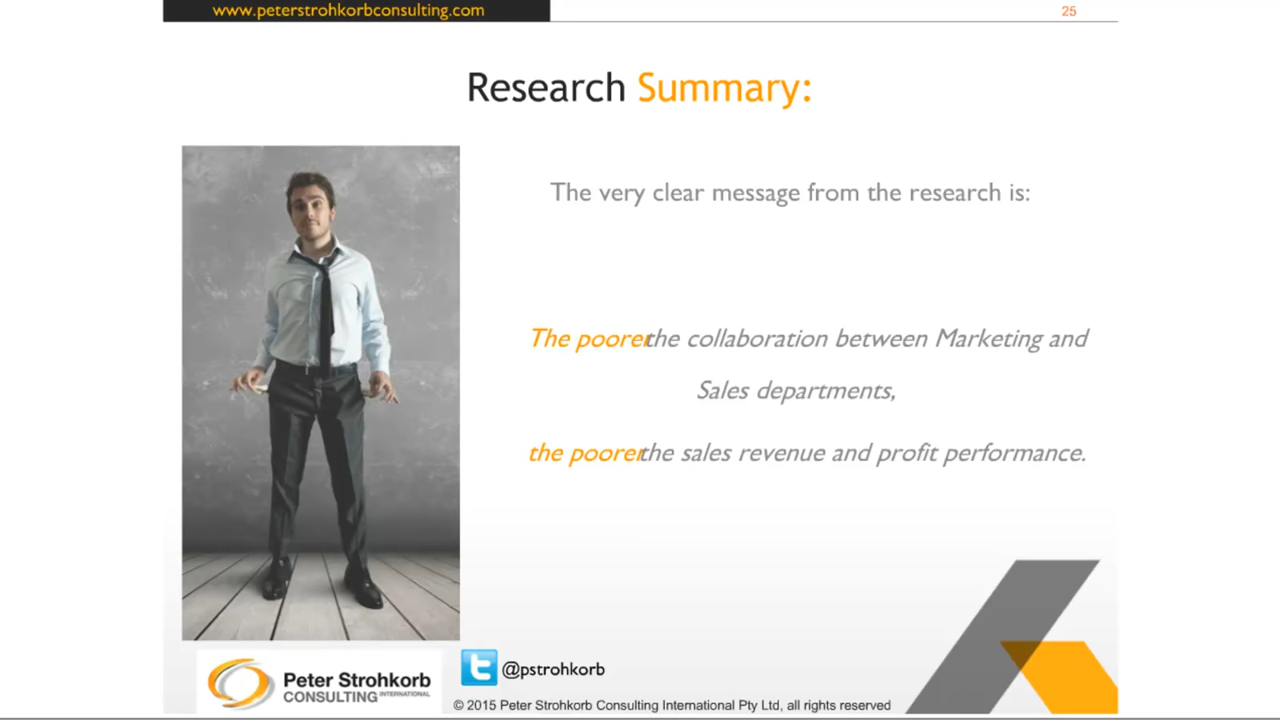 www.peterstrohkorbconsulting.com
25
Research Summary:
The very clear message from the research is:
The poorer the collaboration between Marketing and
Sales departments,
the poorer the sales revenue and profit performance.
Peter Strohkorb
CONSULTING INTERNATIONAL
@pstrohkorb
© 2015 Peter Strohkorb Consulting International Pty Ltd, all rights reserved